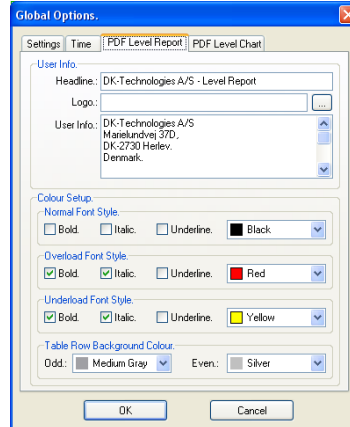 Global Options.
Settings Time PDF Level Report PDF Level Chart
User Info.
Headline.: DK-Technologies A/S - Level Report
Logo.: ...
User Info.: DK-Technologies A/S
Marielundvej 37D,
DK-2730 Herlev.
Denmark.
Colour Setup.
Normal Font Style.
Bold. Italic. Underline. Black
Overload Font Style.
Bold. Italic. Underline. Red
Underload Font Style.
Bold. Italic. Underline. Yellow
Table Row Background Colour.
Odd.: Medium Gray Even.: Silver
OK Cancel